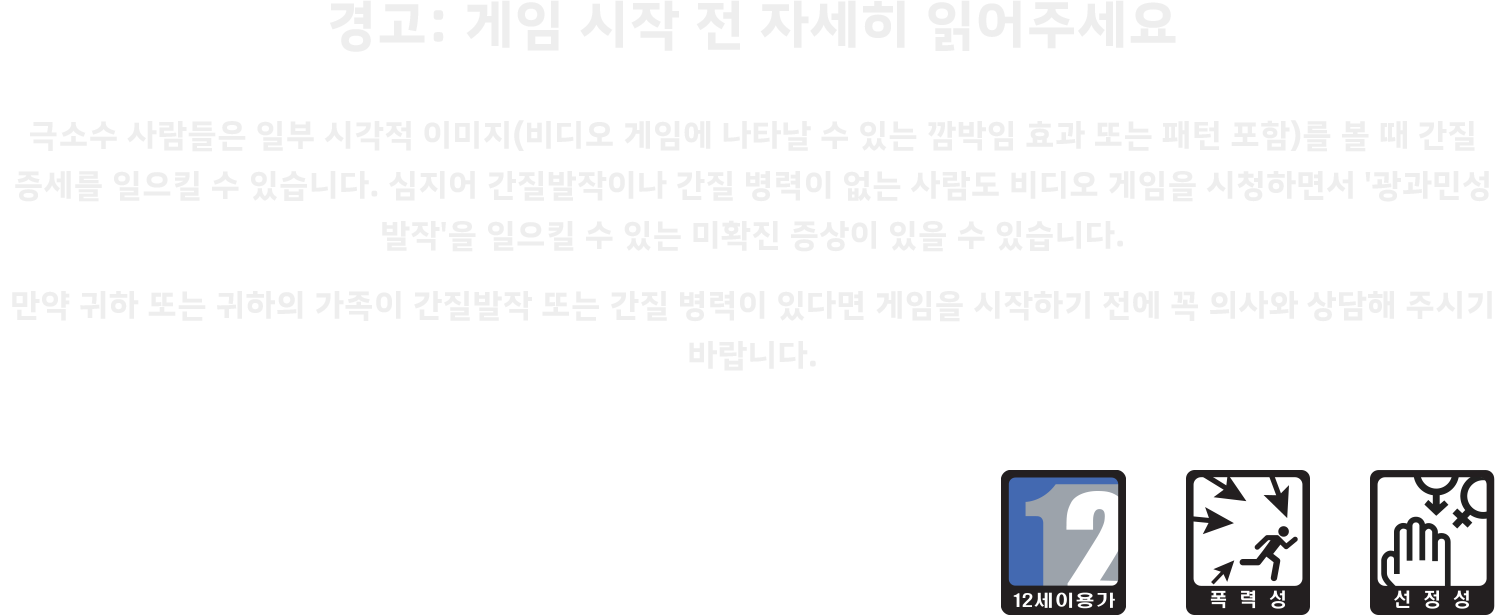 경고: 게임 시작 전 자세히 읽어주세요
극소수 사람들은 일부 시각적 이미지(비디오 게임에 나타날 수 있는 깜박임 효과 또는 패턴 포함)를 볼 때 간질
증세를 일으킬 수 있습니다. 심지어 간질발작이나 간질 병력이 없는 사람도 비디오 게임을 시청하면서 '광과민성
발작'을 일으킬 수 있는 미확진 증상이 있을 수 있습니다.
만약 귀하 또는 귀하의 가족이 간질발작 또는 간질 병력이 있다면 게임을 시작하기 전에 꼭 의사와 상담해 주시기
바랍니다.
12
12세이용가
폭력성
선정성